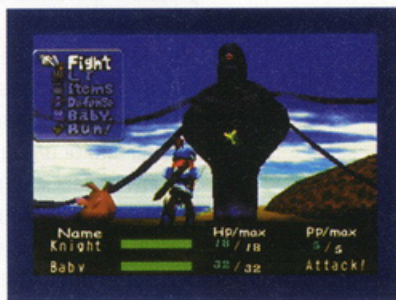 Fight
LP
Items
Defense
Baby.
Run!
Name Hp/max PP/max
Knight 18/18 5/5
Baby 32/32 Attack!